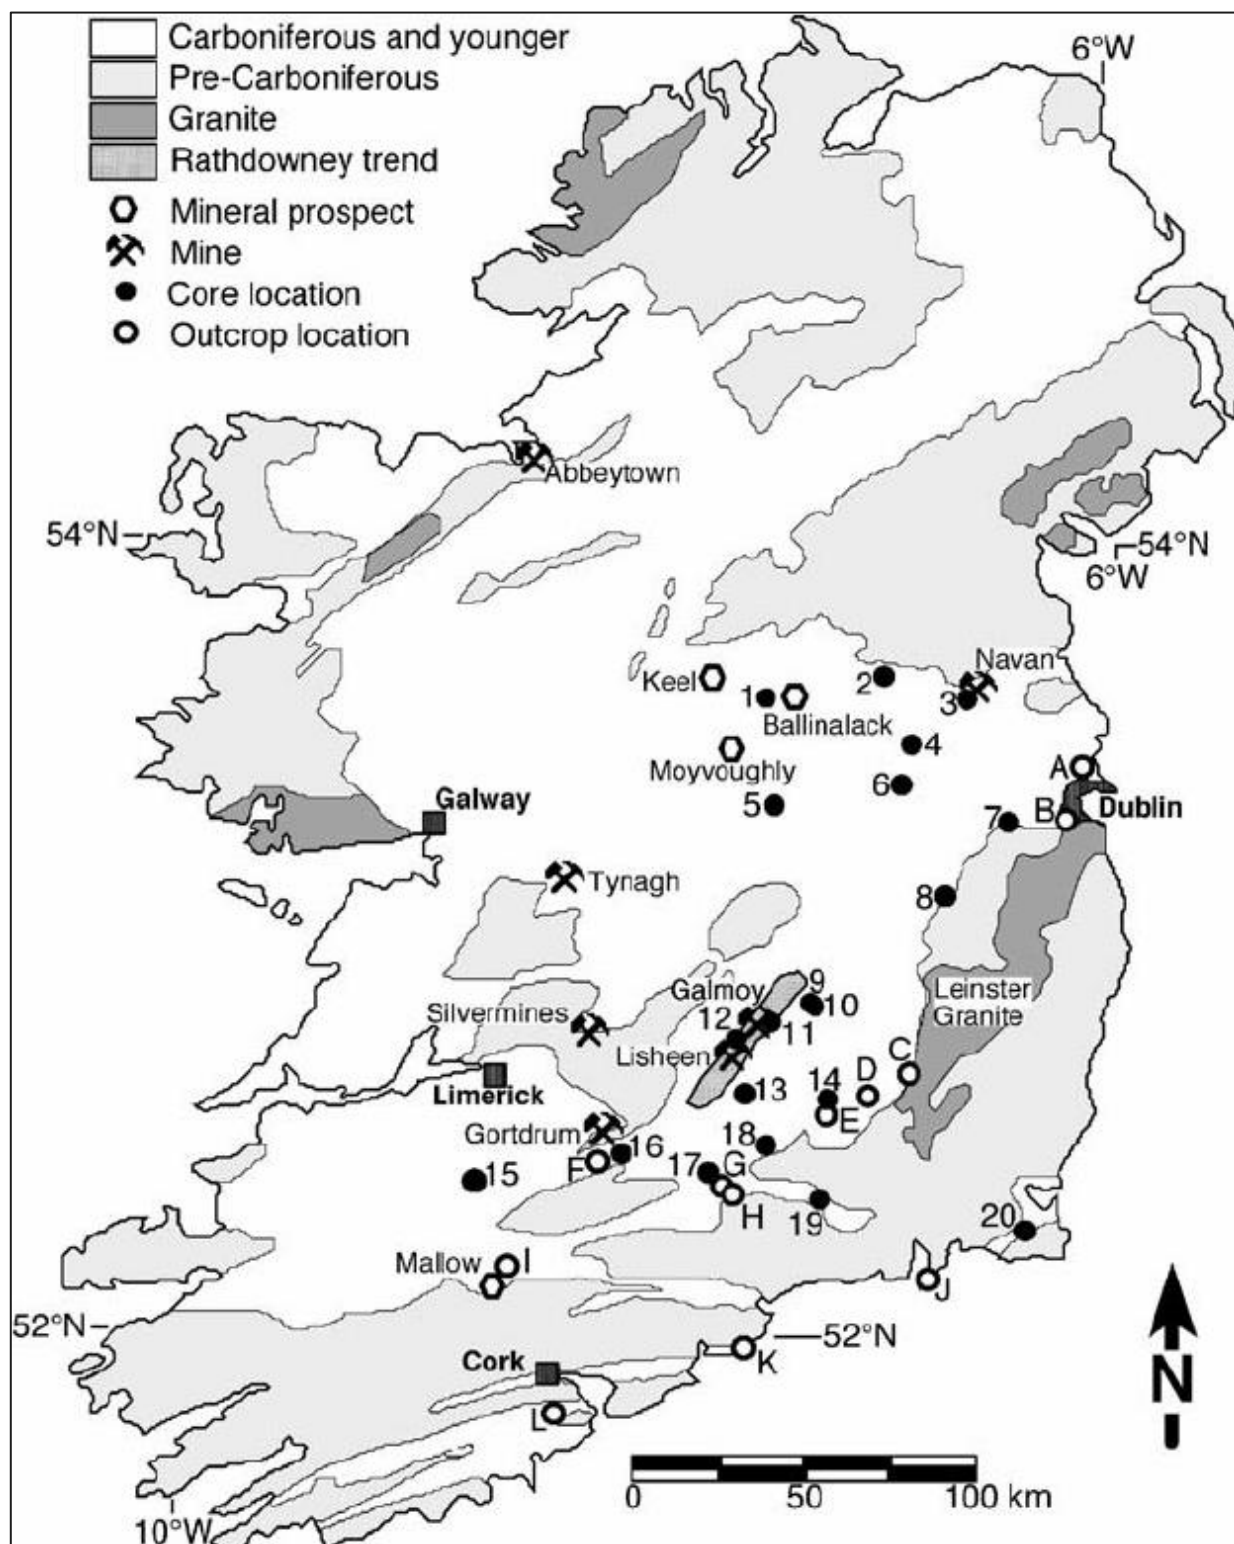 Carboniferous and younger
Pre-Carboniferous
Granite
Rathdowney trend
Mineral prospect
Mine
Core location
Outcrop location
6°W
Abbeytown
54°N
54°N
6°W
Navan
Keel
1
2
3
Ballinalack
4
Moyvoughly
A
5
6
Galway
7
B
Dublin
Tynagh
8
Galmoy
9
Silvermines
12
10
Leinster
Granite
11
Lisheen
C
D
Limerick
13
14
E
Gortdrum
16
18
F
15
17
G
H
19
20
Mallow
I
J
52°N
52°N
K
Cork
L
N
0
50
100 km
10°W